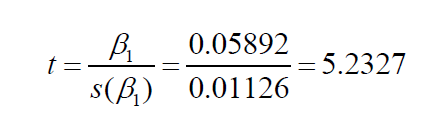 t = β₁ / s(β₁) = 0.05892 / 0.01126 = 5.2327